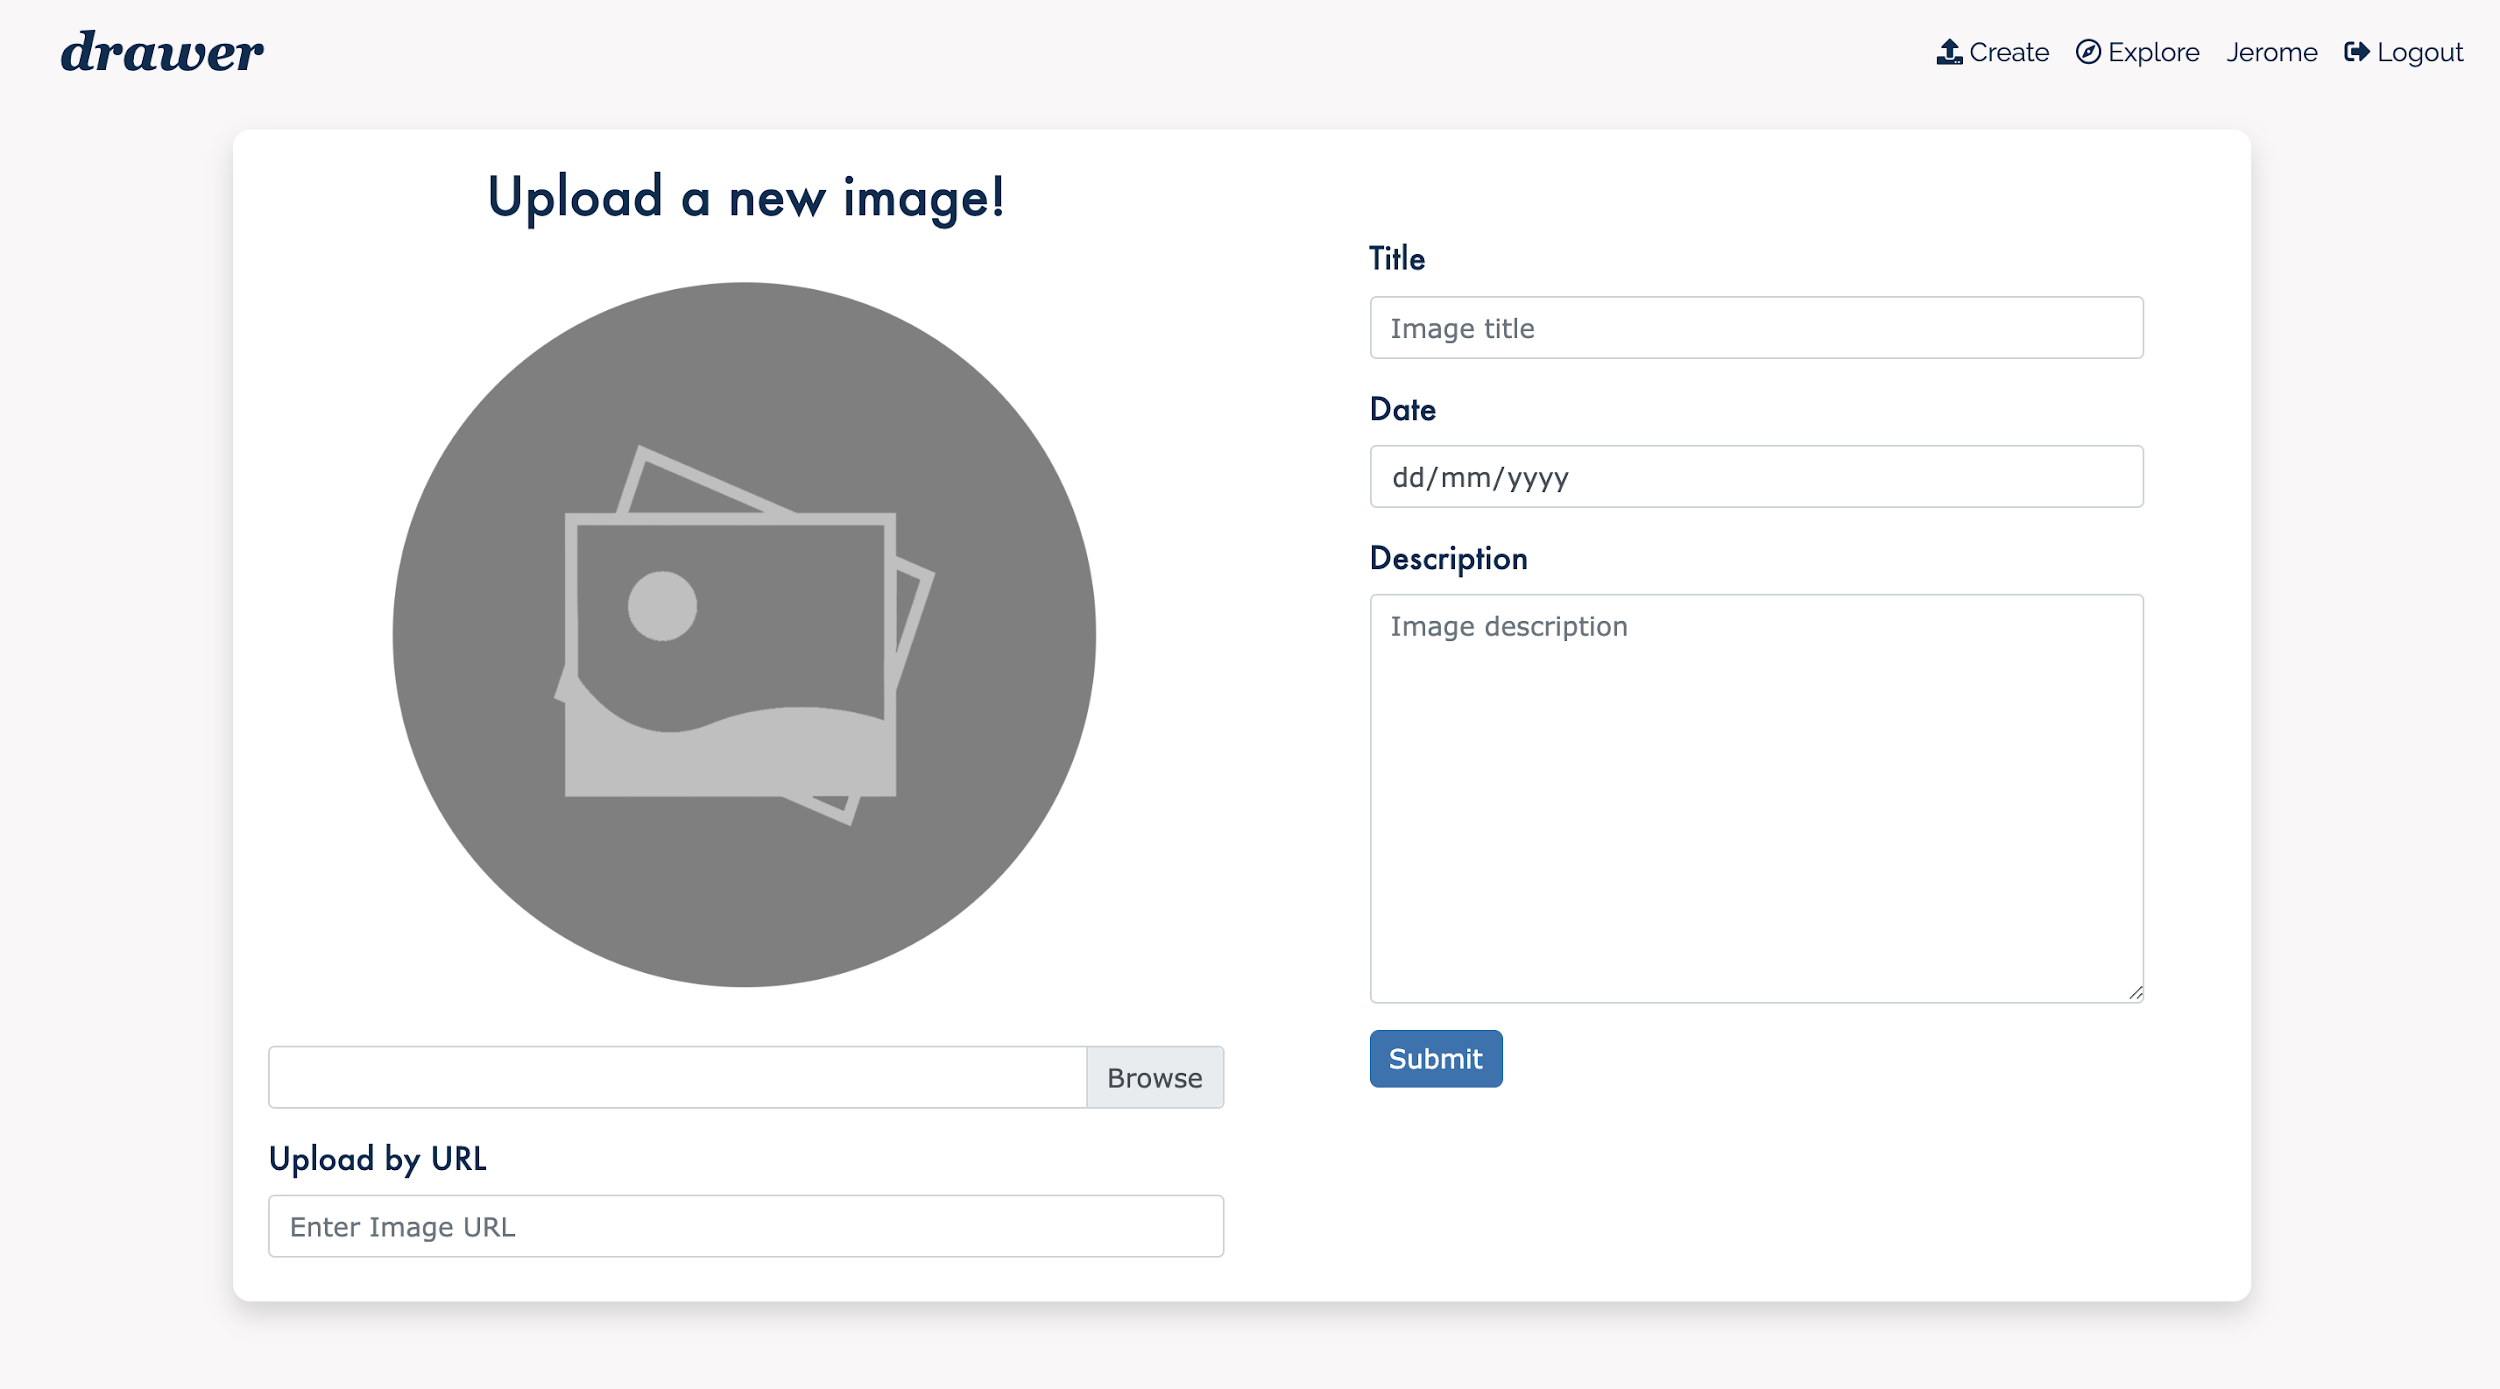 drawer
Create Explore Jerome Logout
Upload a new image!
Browse
Upload by URL
Enter Image URL
Title
Image title
Date
dd/mm/yyyy
Description
Image description
Submit